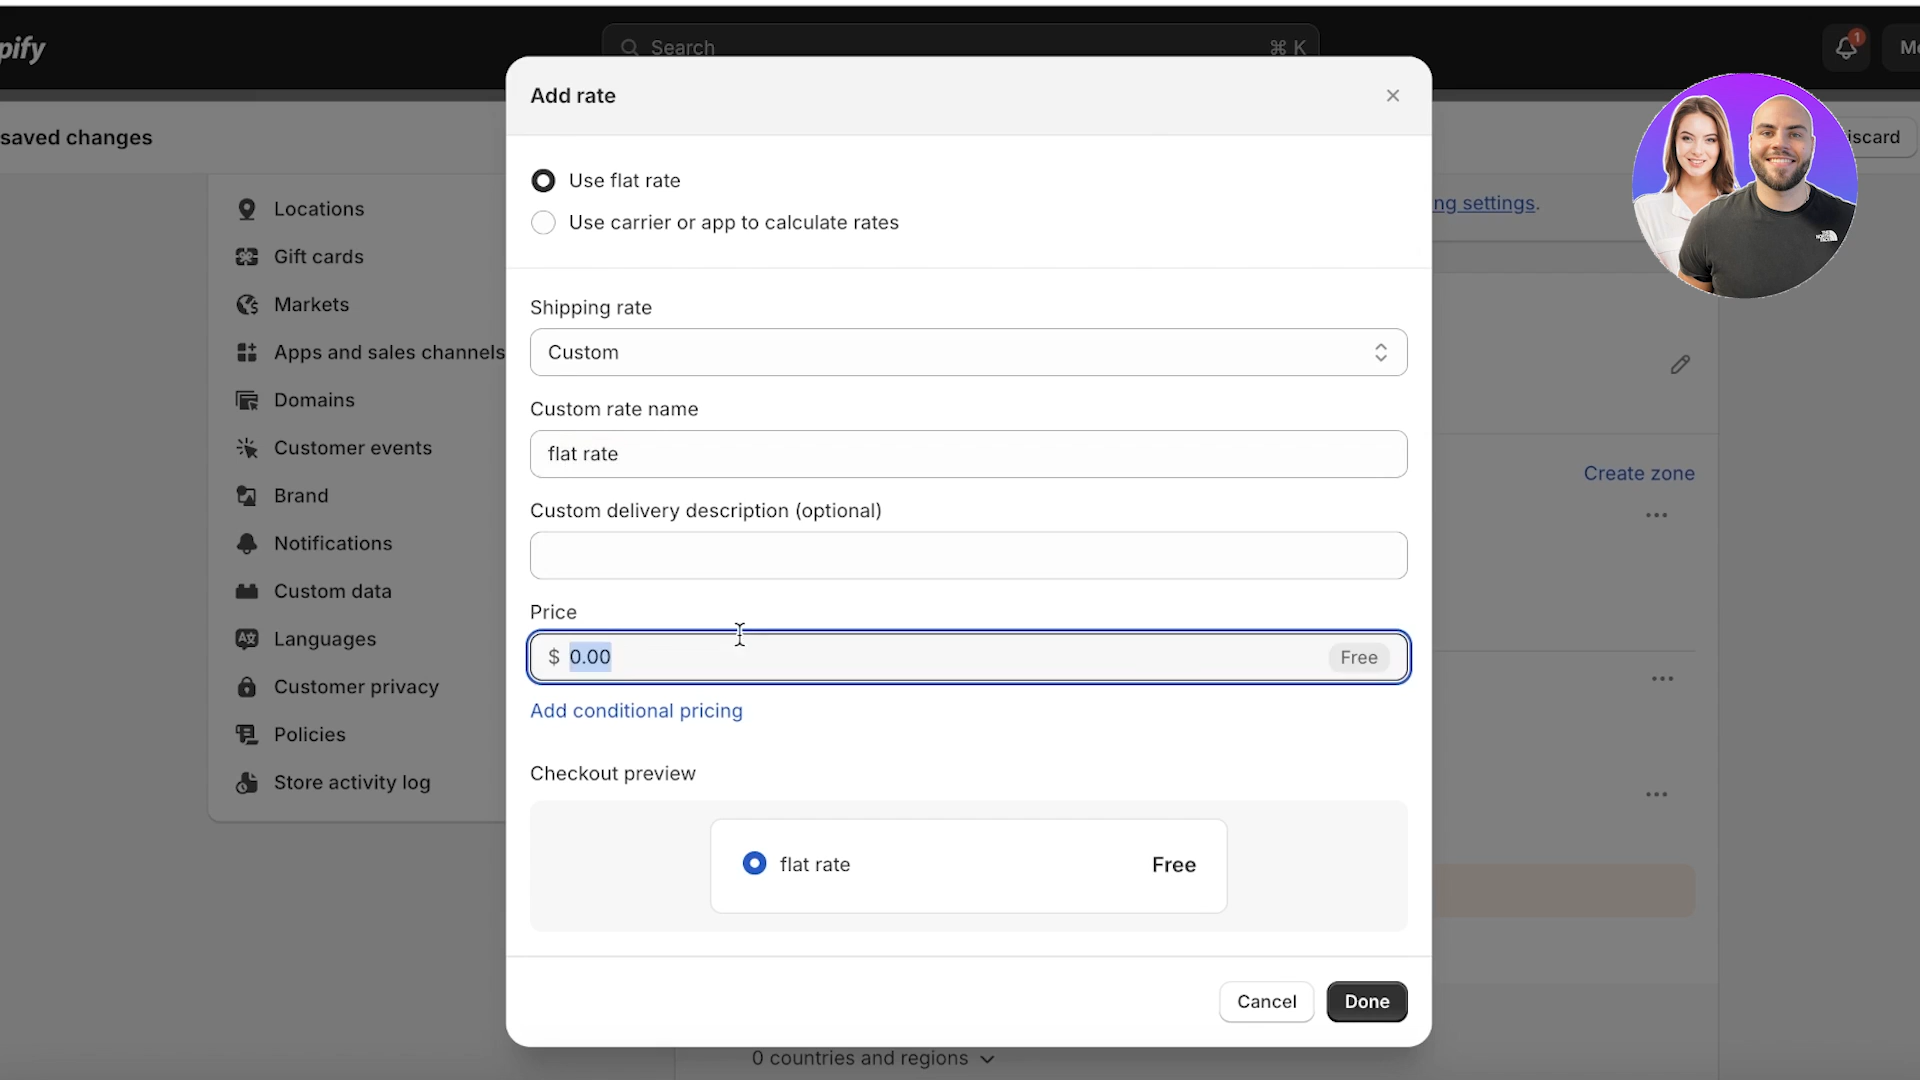 pify
Search
⌘ K
1
Me
saved changes
iscard
Add rate
Use flat rate
Use carrier or app to calculate rates
ng settings.
Locations
Gift cards
Markets
Apps and sales channels
Domains
Customer events
Brand
Notifications
Custom data
Languages
Customer privacy
Policies
Store activity log
Shipping rate
Custom
Custom rate name
flat rate
Create zone
Custom delivery description (optional)
Price
$ 0.00
Free
Add conditional pricing
Checkout preview
flat rate
Free
Cancel
Done
0 countries and regions